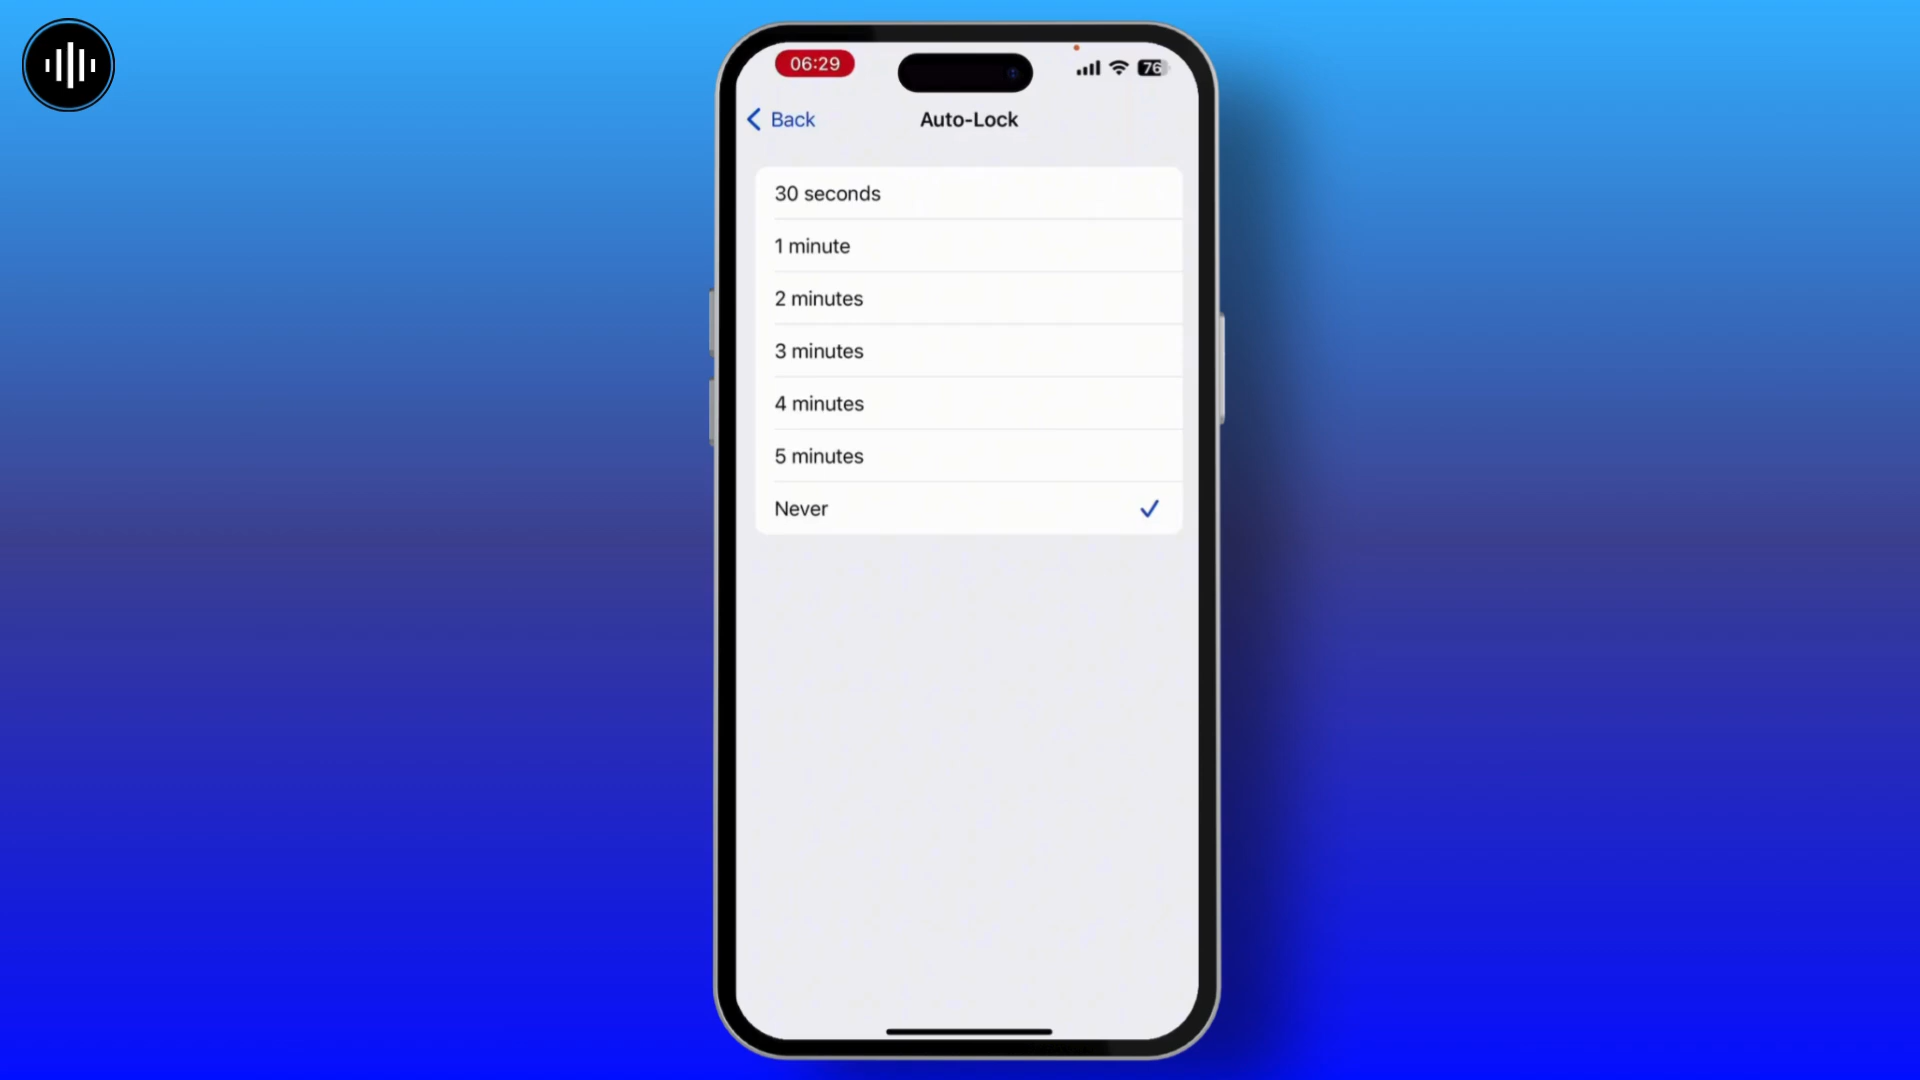 06:29
76
Back
Auto-Lock
30 seconds
1 minute
2 minutes
3 minutes
4 minutes
5 minutes
Never